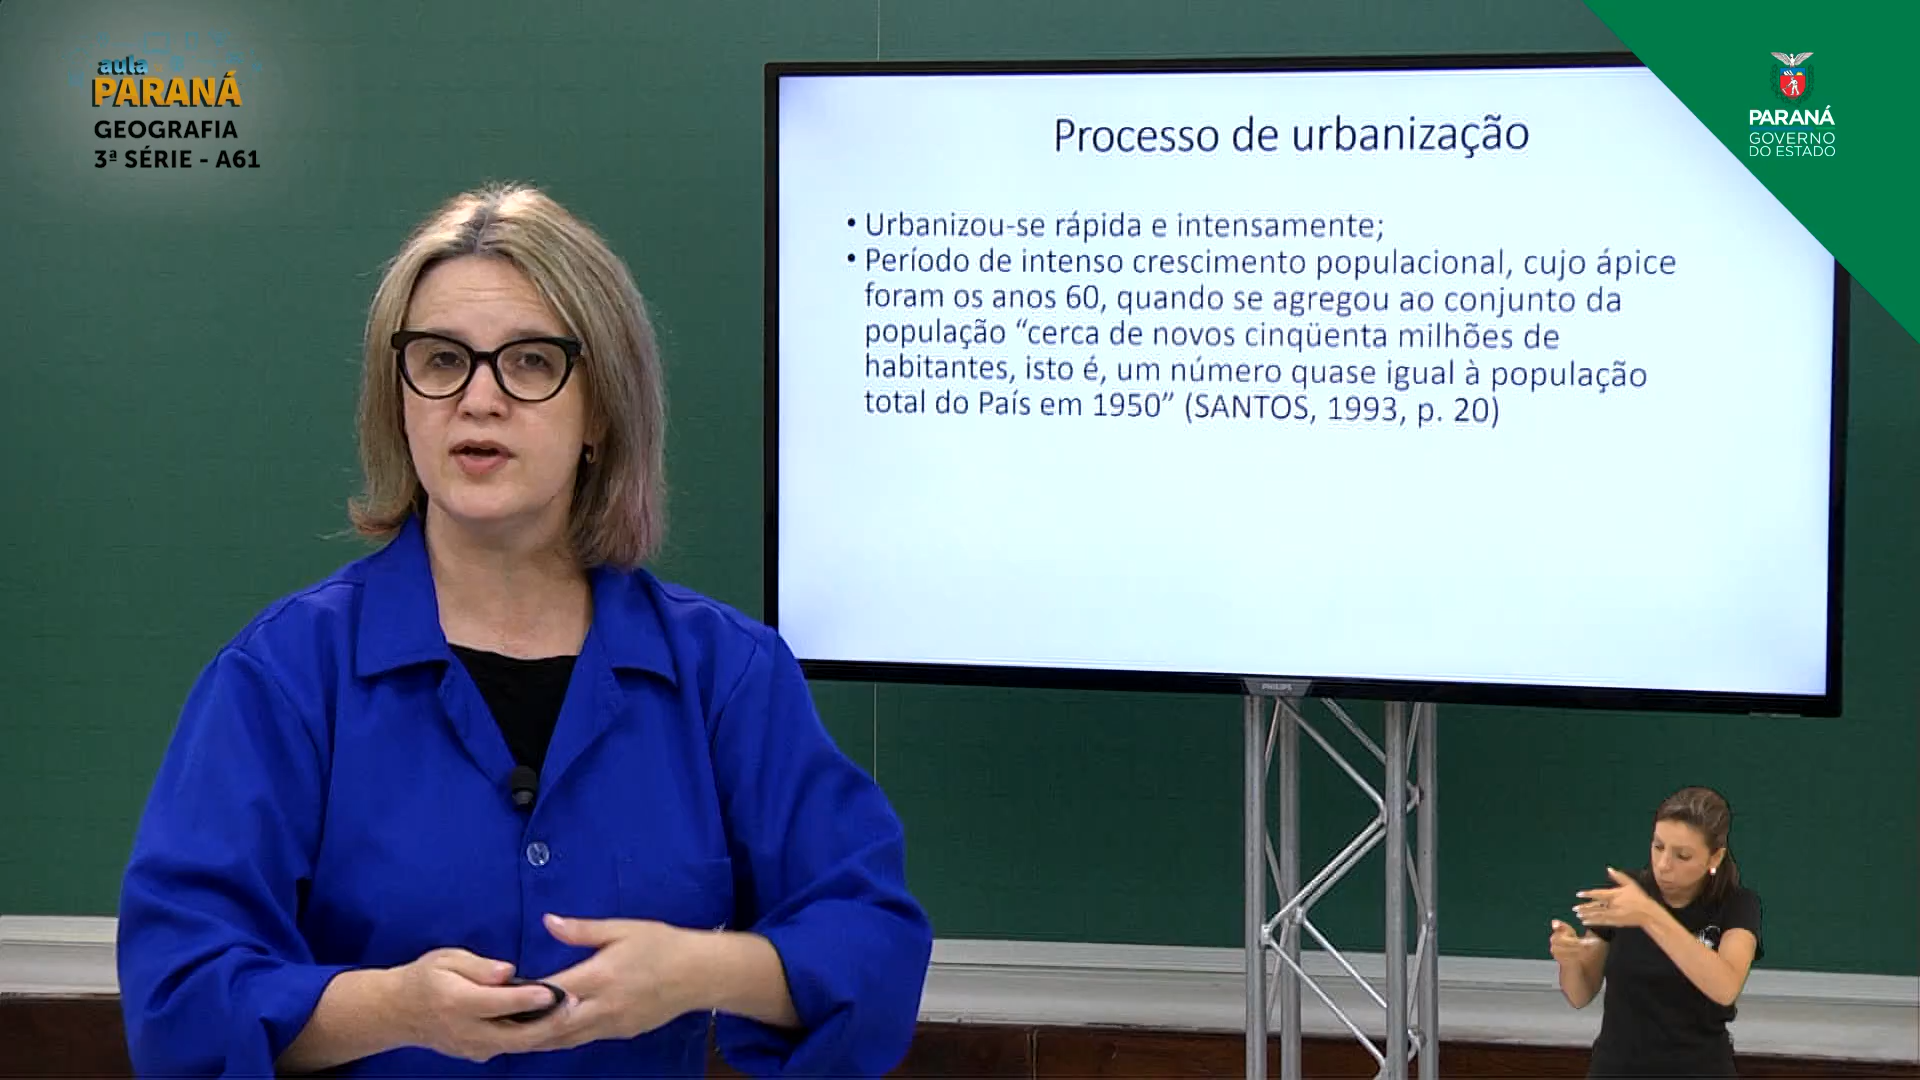 aula
PARANÁ
GEOGRAFIA
3ª SÉRIE - A61
PARANÁ
GOVERNO
DO ESTADO
Processo de urbanização
• Urbanizou-se rápida e intensamente;
• Período de intenso crescimento populacional, cujo ápice
foram os anos 60, quando se agregou ao conjunto da
população “cerca de novos cinqüenta milhões de
habitantes, isto é, um número quase igual à população
total do País em 1950” (SANTOS, 1993, p. 20)
PHILIPS